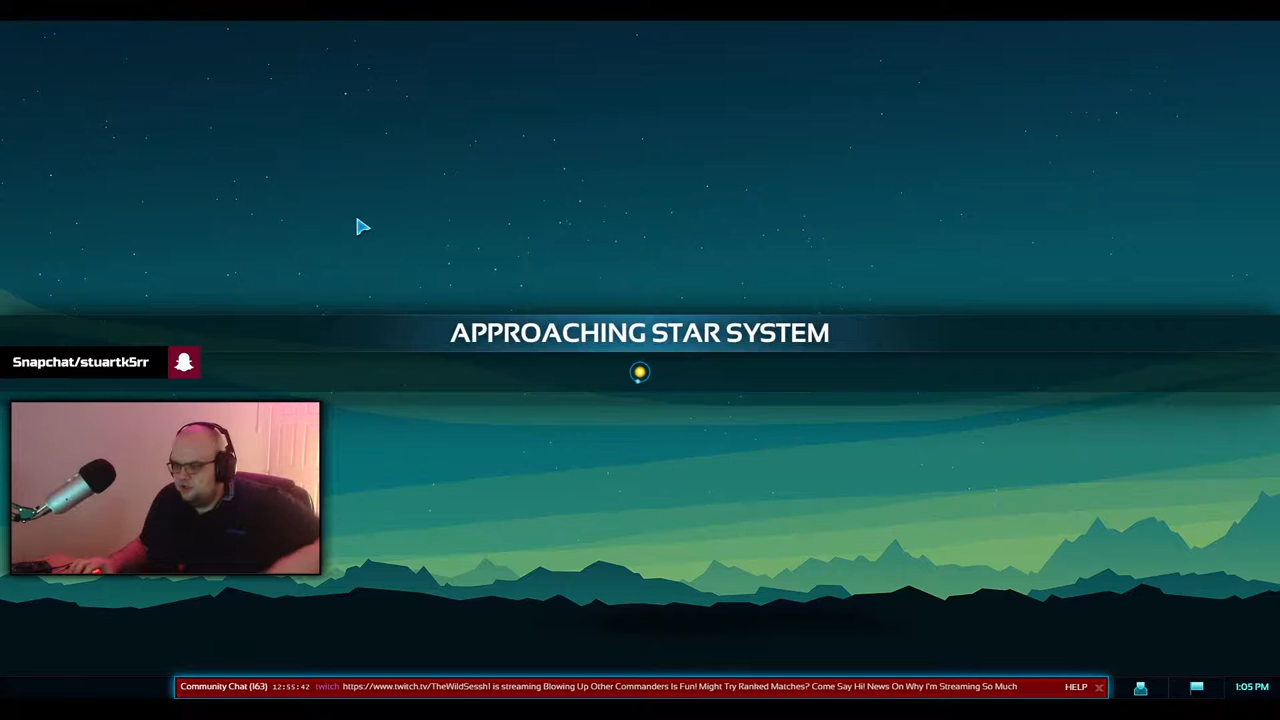 APPROACHING STAR SYSTEM
Snapchat/stuartk5rr
Community Chat (163) 12:55:42 twitch https://www.twitch.tv/TheWildSessh1 is streaming Blowing Up Other Commanders Is Fun! Might Try Ranked Matches? Come Say Hi! News On Why I'm Streaming So Much HELP
1:05 PM